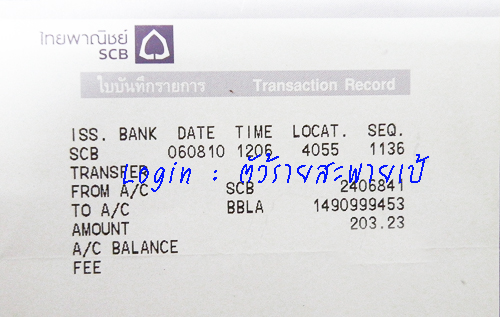 ไทยพาณิชย์
SCB
ใบบันทึกรายการ Transaction Record
ISS. BANK DATE TIME LOCAT. SEQ.
SCB 060810 1206 4055 1136
TRANSFER
Login : ตัวร้ายสะพายเป้
FROM A/C SCB 2406841
TO A/C BBLA 1490999453
AMOUNT 203.23
A/C BALANCE
FEE